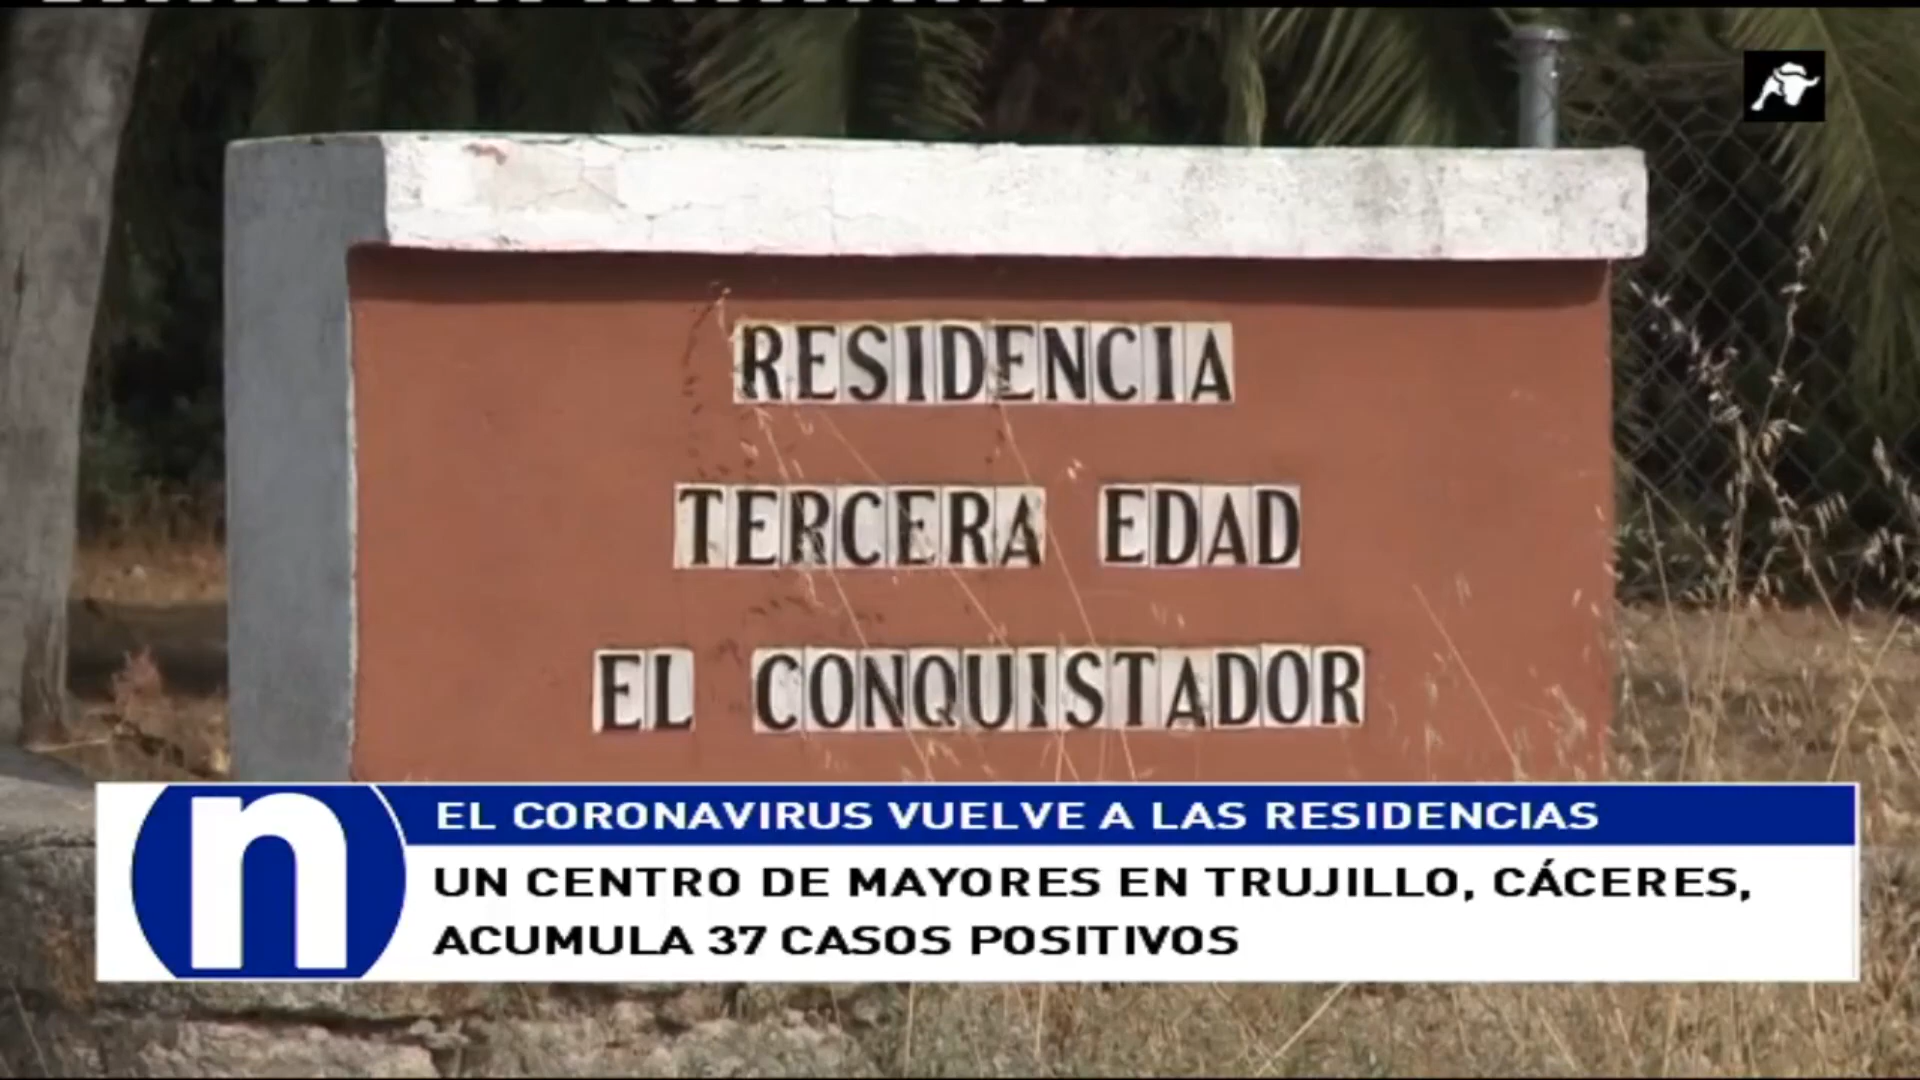 RESIDENCIA
TERCERA EDAD
EL CONQUISTADOR
n
EL CORONAVIRUS VUELVE A LAS RESIDENCIAS
UN CENTRO DE MAYORES EN TRUJILLO, CÁCERES,
ACUMULA 37 CASOS POSITIVOS